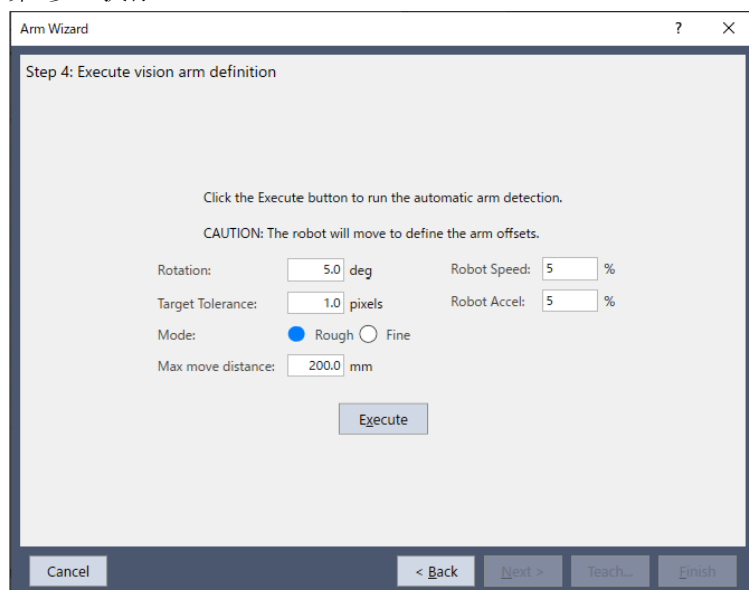 Arm Wizard ? ×
Step 4: Execute vision arm definition
Click the Execute button to run the automatic arm detection.
CAUTION: The robot will move to define the arm offsets.
Rotation: 5.0 deg Robot Speed: 5 %
Target Tolerance: 1.0 pixels Robot Accel: 5 %
Mode: Rough Fine
Max move distance: 200.0 mm
Execute
Cancel < Back Next > Teach... Finish